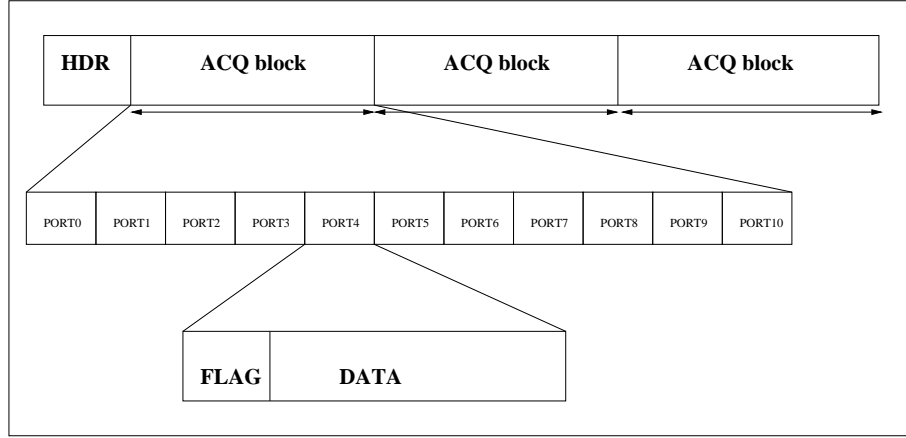 HDR ACQ block ACQ block ACQ block
PORT0 PORT1 PORT2 PORT3 PORT4 PORT5 PORT6 PORT7 PORT8 PORT9 PORT10
FLAG DATA